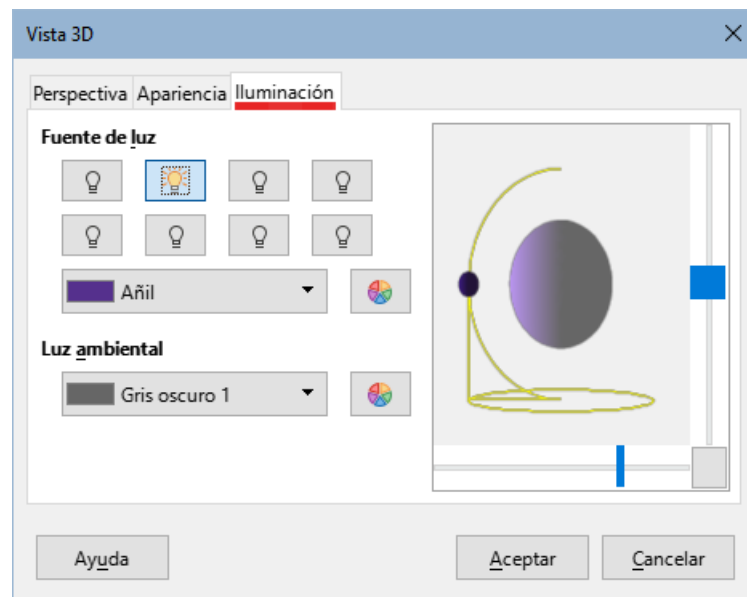 Vista 3D
Perspectiva Apariencia Iluminación
Fuente de luz
Añil
Luz ambiental
Gris oscuro 1
Ayuda Aceptar Cancelar